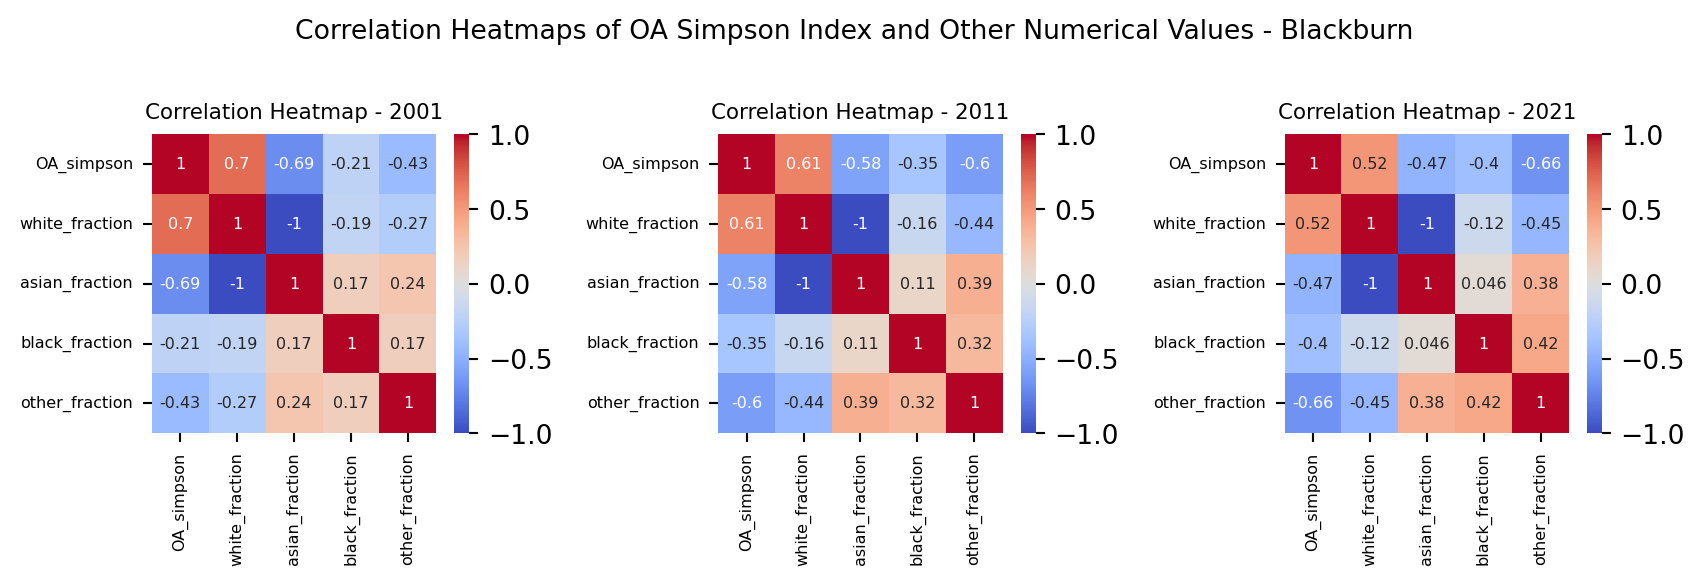 Correlation Heatmaps of OA Simpson Index and Other Numerical Values - Blackburn
Correlation Heatmap - 2001
OA_simpson 1 0.7 -0.69 -0.21 -0.43
white_fraction 0.7 1 -1 -0.19 -0.27
asian_fraction -0.69 -1 1 0.17 0.24
black_fraction -0.21 -0.19 0.17 1 0.17
other_fraction -0.43 -0.27 0.24 0.17 1
OA_simpson
white_fraction
asian_fraction
black_fraction
other_fraction
1.0
0.5
0.0
−0.5
−1.0
Correlation Heatmap - 2011
OA_simpson 1 0.61 -0.58 -0.35 -0.6
white_fraction 0.61 1 -1 -0.16 -0.44
asian_fraction -0.58 -1 1 0.11 0.39
black_fraction -0.35 -0.16 0.11 1 0.32
other_fraction -0.6 -0.44 0.39 0.32 1
OA_simpson
white_fraction
asian_fraction
black_fraction
other_fraction
1.0
0.5
0.0
−0.5
−1.0
Correlation Heatmap - 2021
OA_simpson 1 0.52 -0.47 -0.4 -0.66
white_fraction 0.52 1 -1 -0.12 -0.45
asian_fraction -0.47 -1 1 0.046 0.38
black_fraction -0.4 -0.12 0.046 1 0.42
other_fraction -0.66 -0.45 0.38 0.42 1
OA_simpson
white_fraction
asian_fraction
black_fraction
other_fraction
1.0
0.5
0.0
−0.5
−1.0